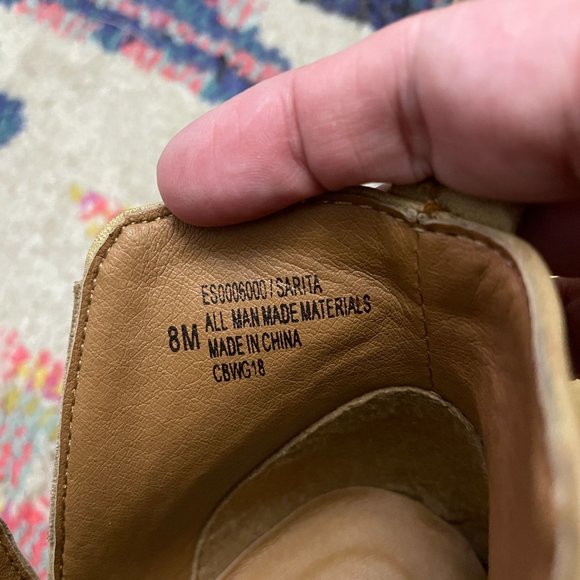 ES0006000 / SARITA
8M ALL MAN MADE MATERIALS
MADE IN CHINA
CBWG18